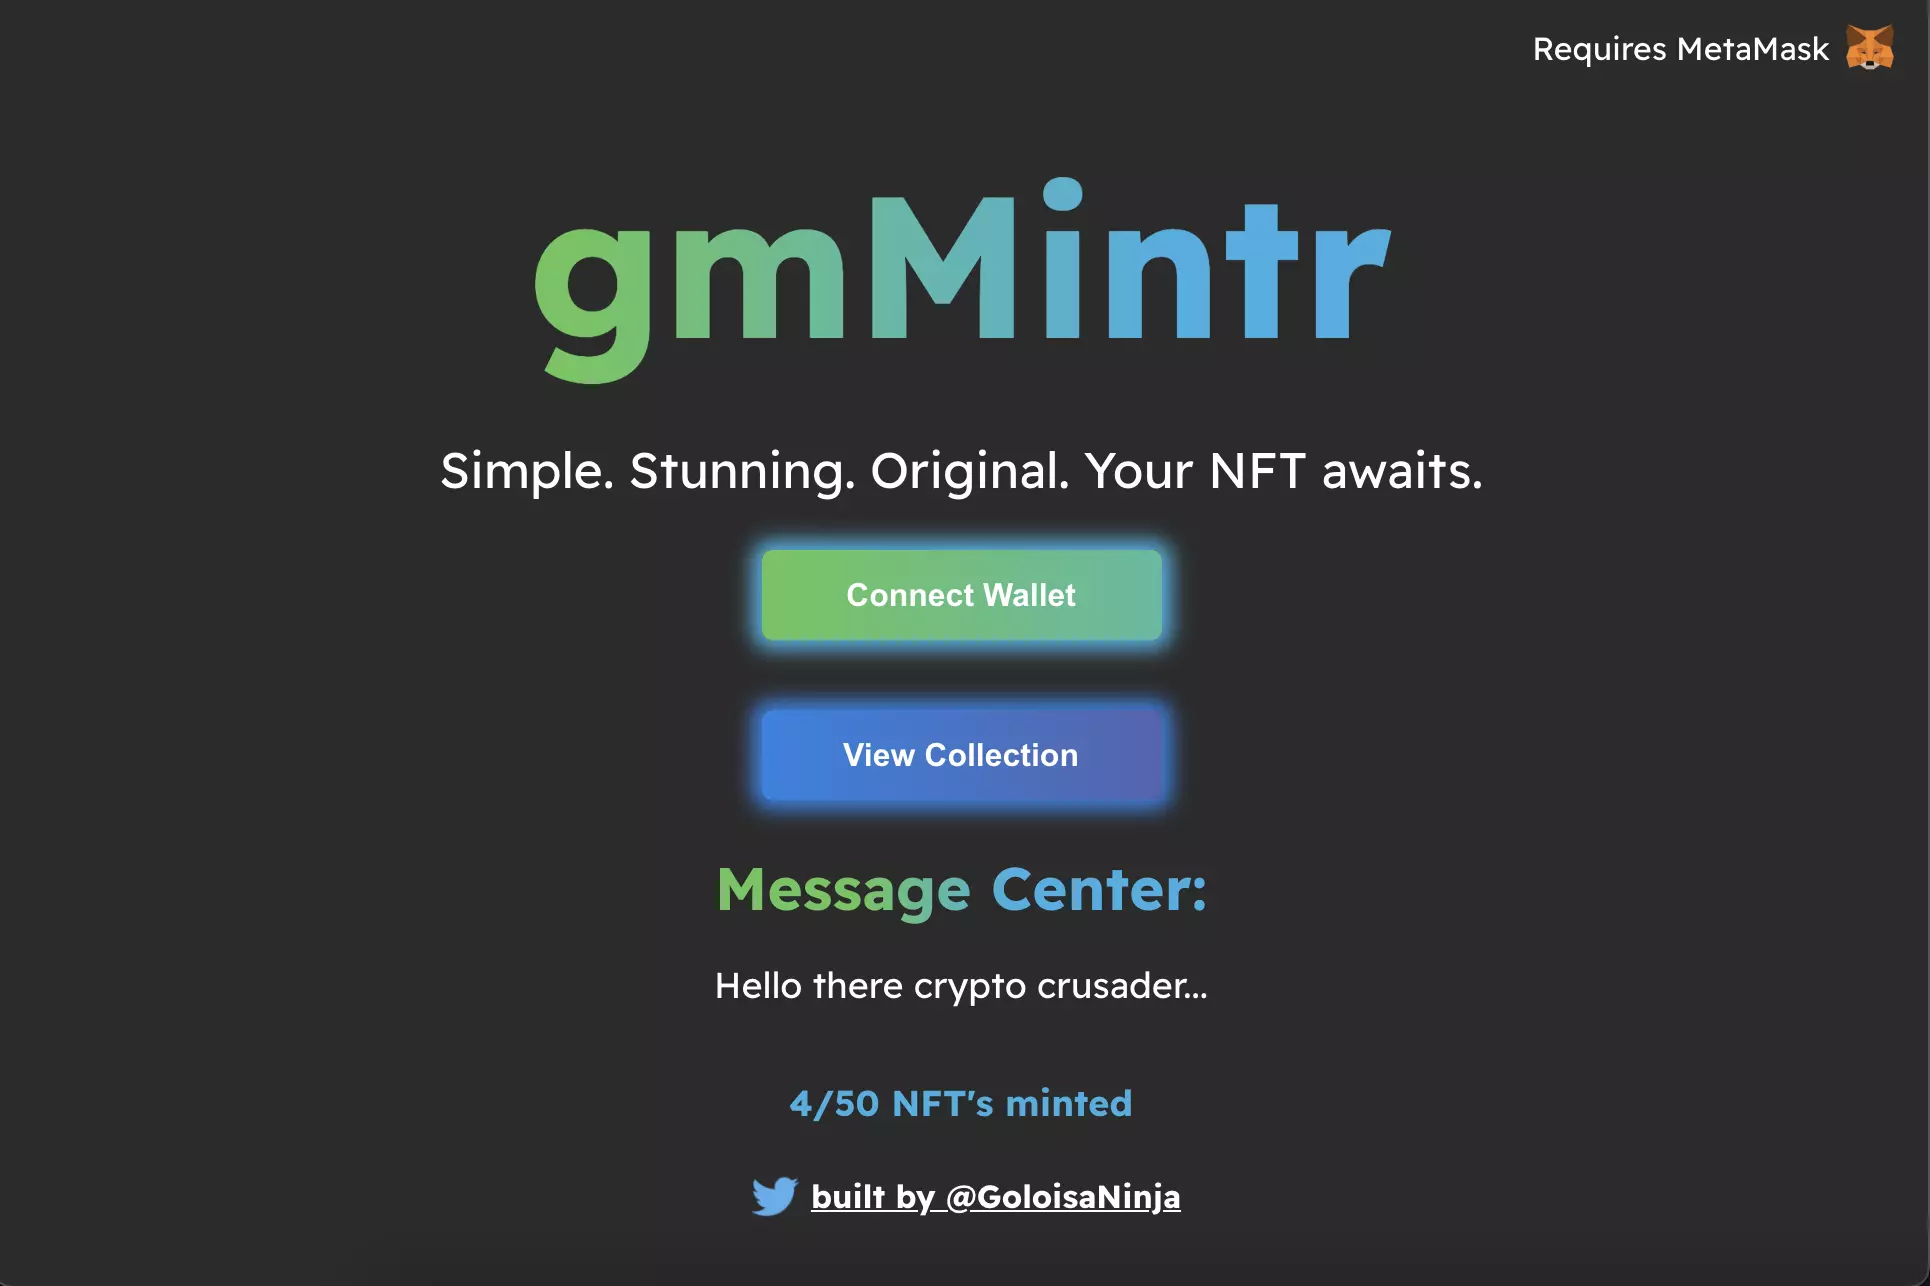 Requires MetaMask
gmMintr
Simple. Stunning. Original. Your NFT awaits.
Connect Wallet
View Collection
Message Center:
Hello there crypto crusader...
4/50 NFT's minted
built by @GoloisaNinja